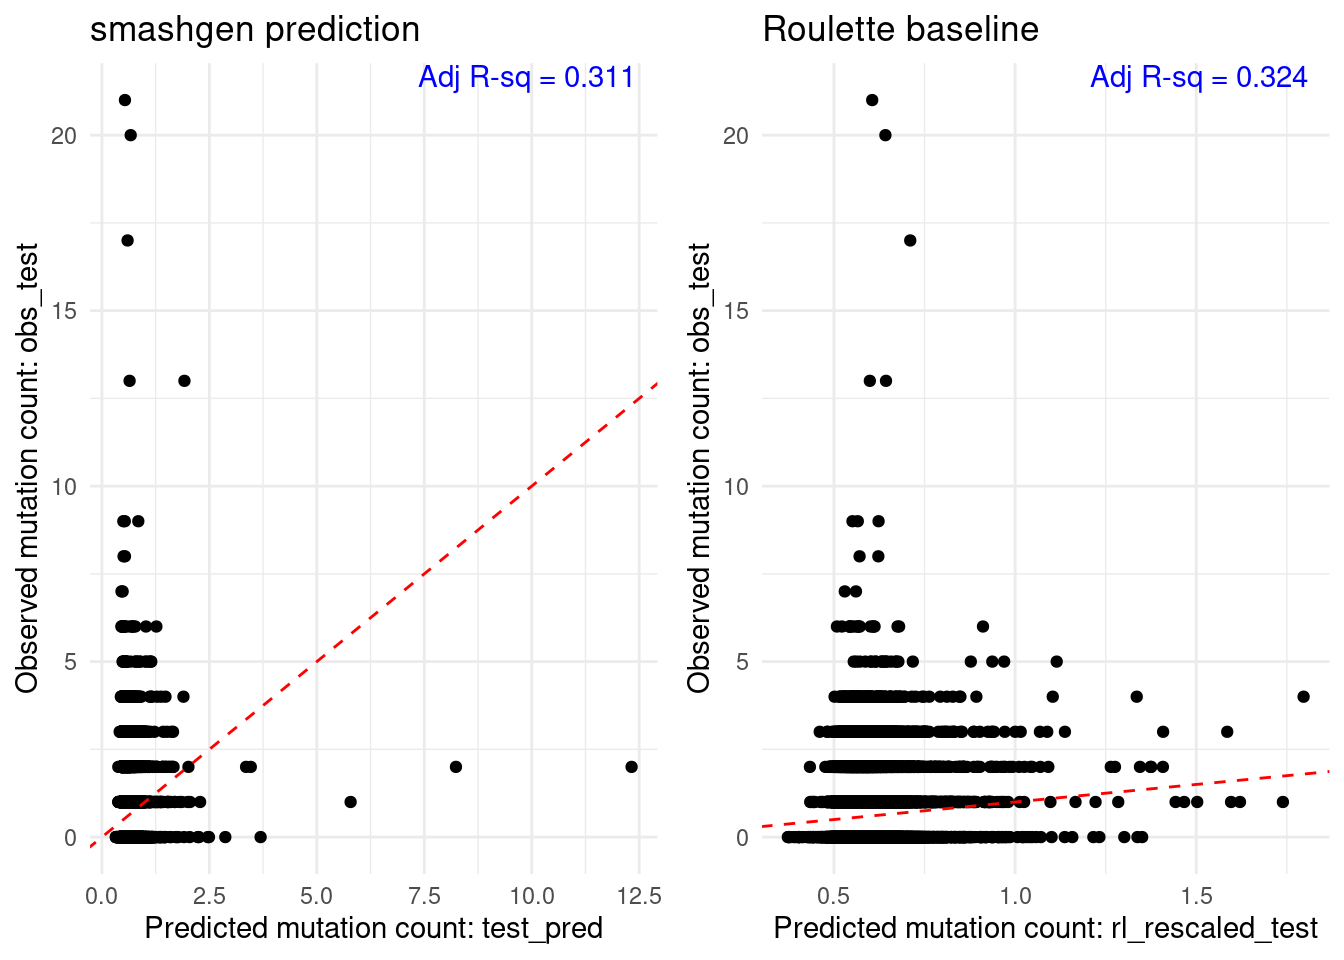 smashgen prediction
Adj R-sq = 0.311
Observed mutation count: obs_test
20
15
10
5
0
0.0 2.5 5.0 7.5 10.0 12.5
Predicted mutation count: test_pred
Roulette baseline
Adj R-sq = 0.324
Observed mutation count: obs_test
20
15
10
5
0
0.5 1.0 1.5
Predicted mutation count: rl_rescaled_test